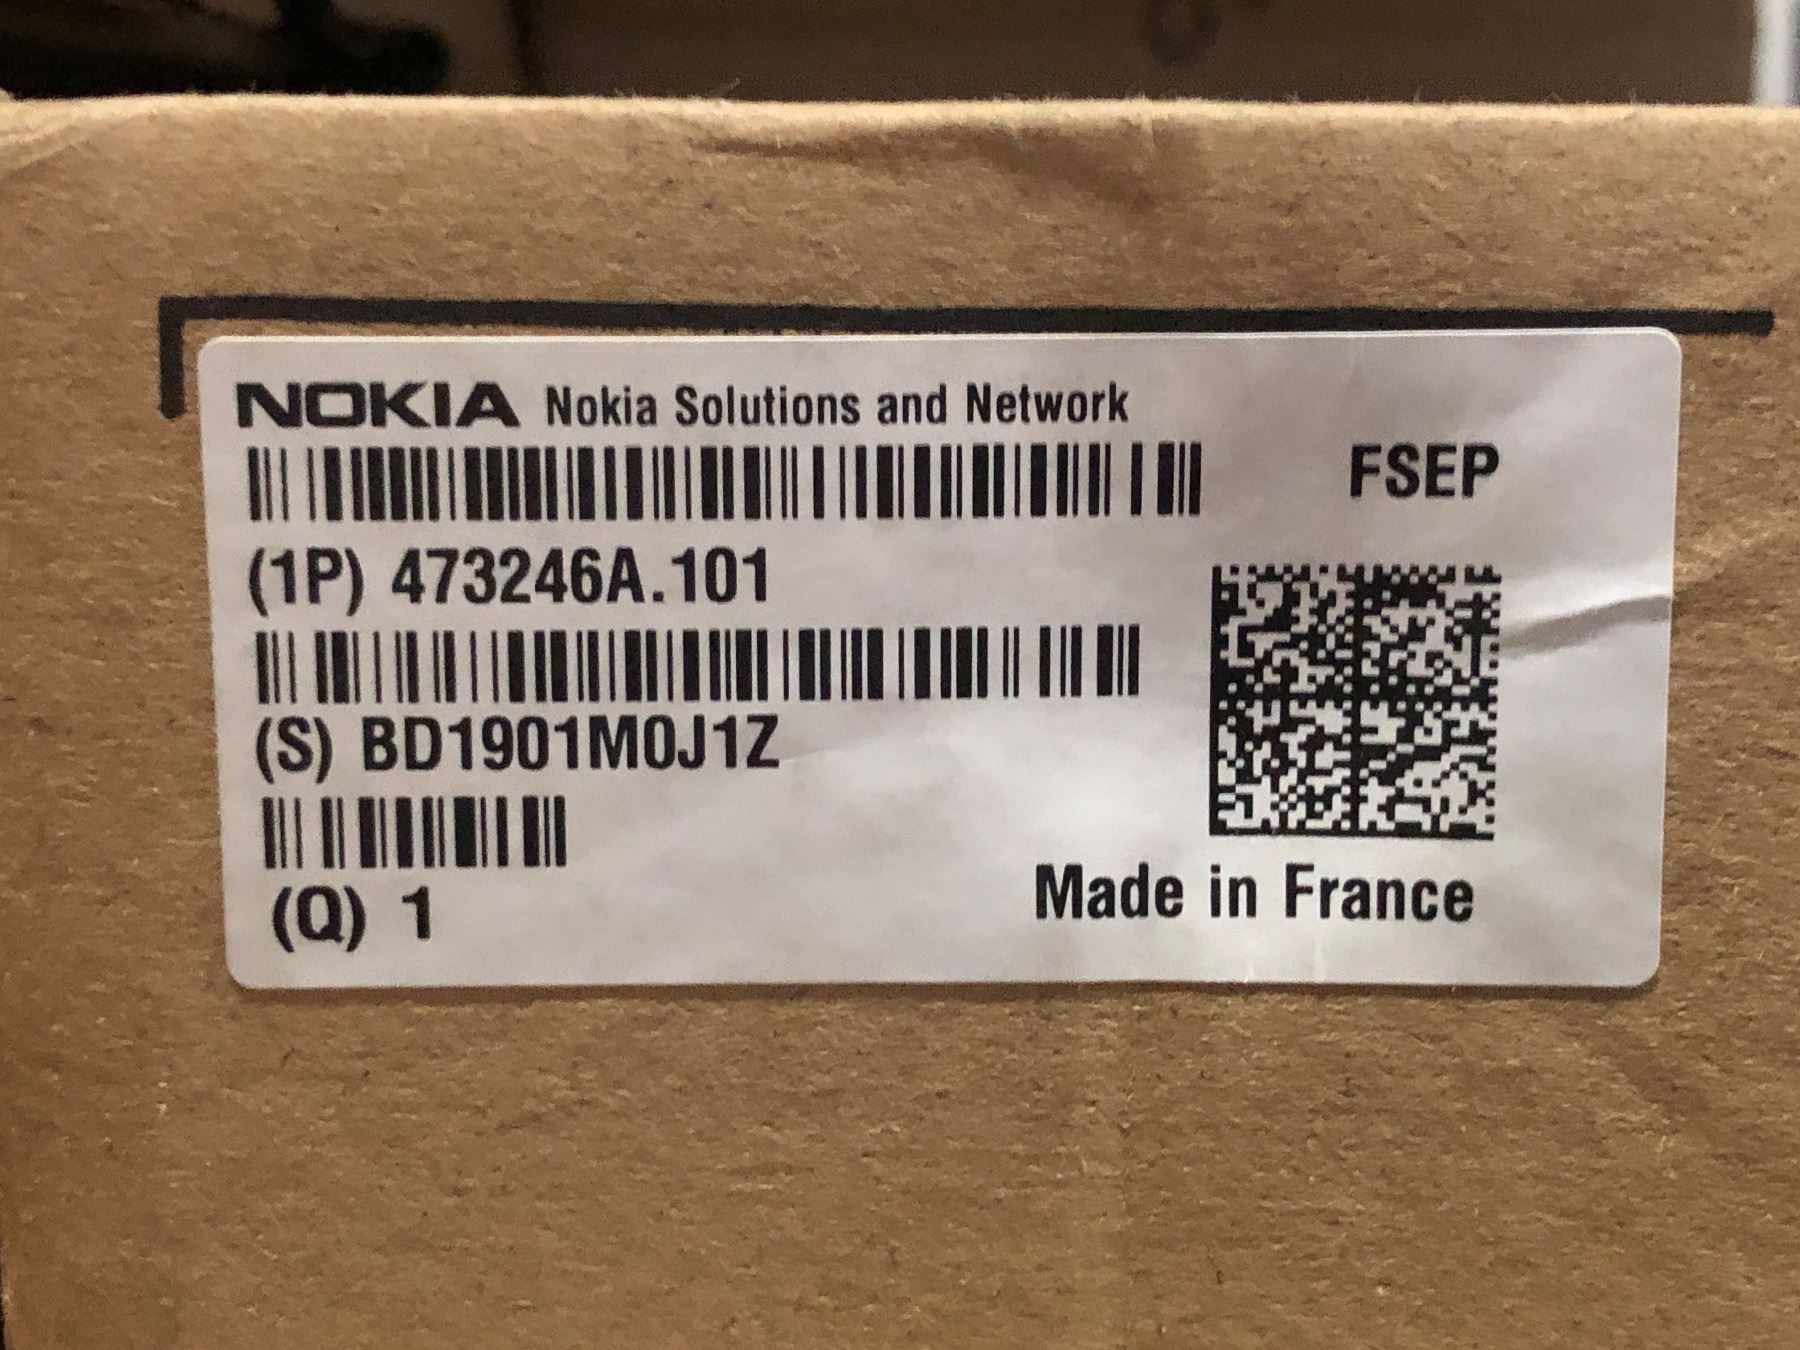 NOKIA Nokia Solutions and Network
FSEP
(1P) 473246A.101
(S) BD1901M0J1Z
(Q) 1
Made in France